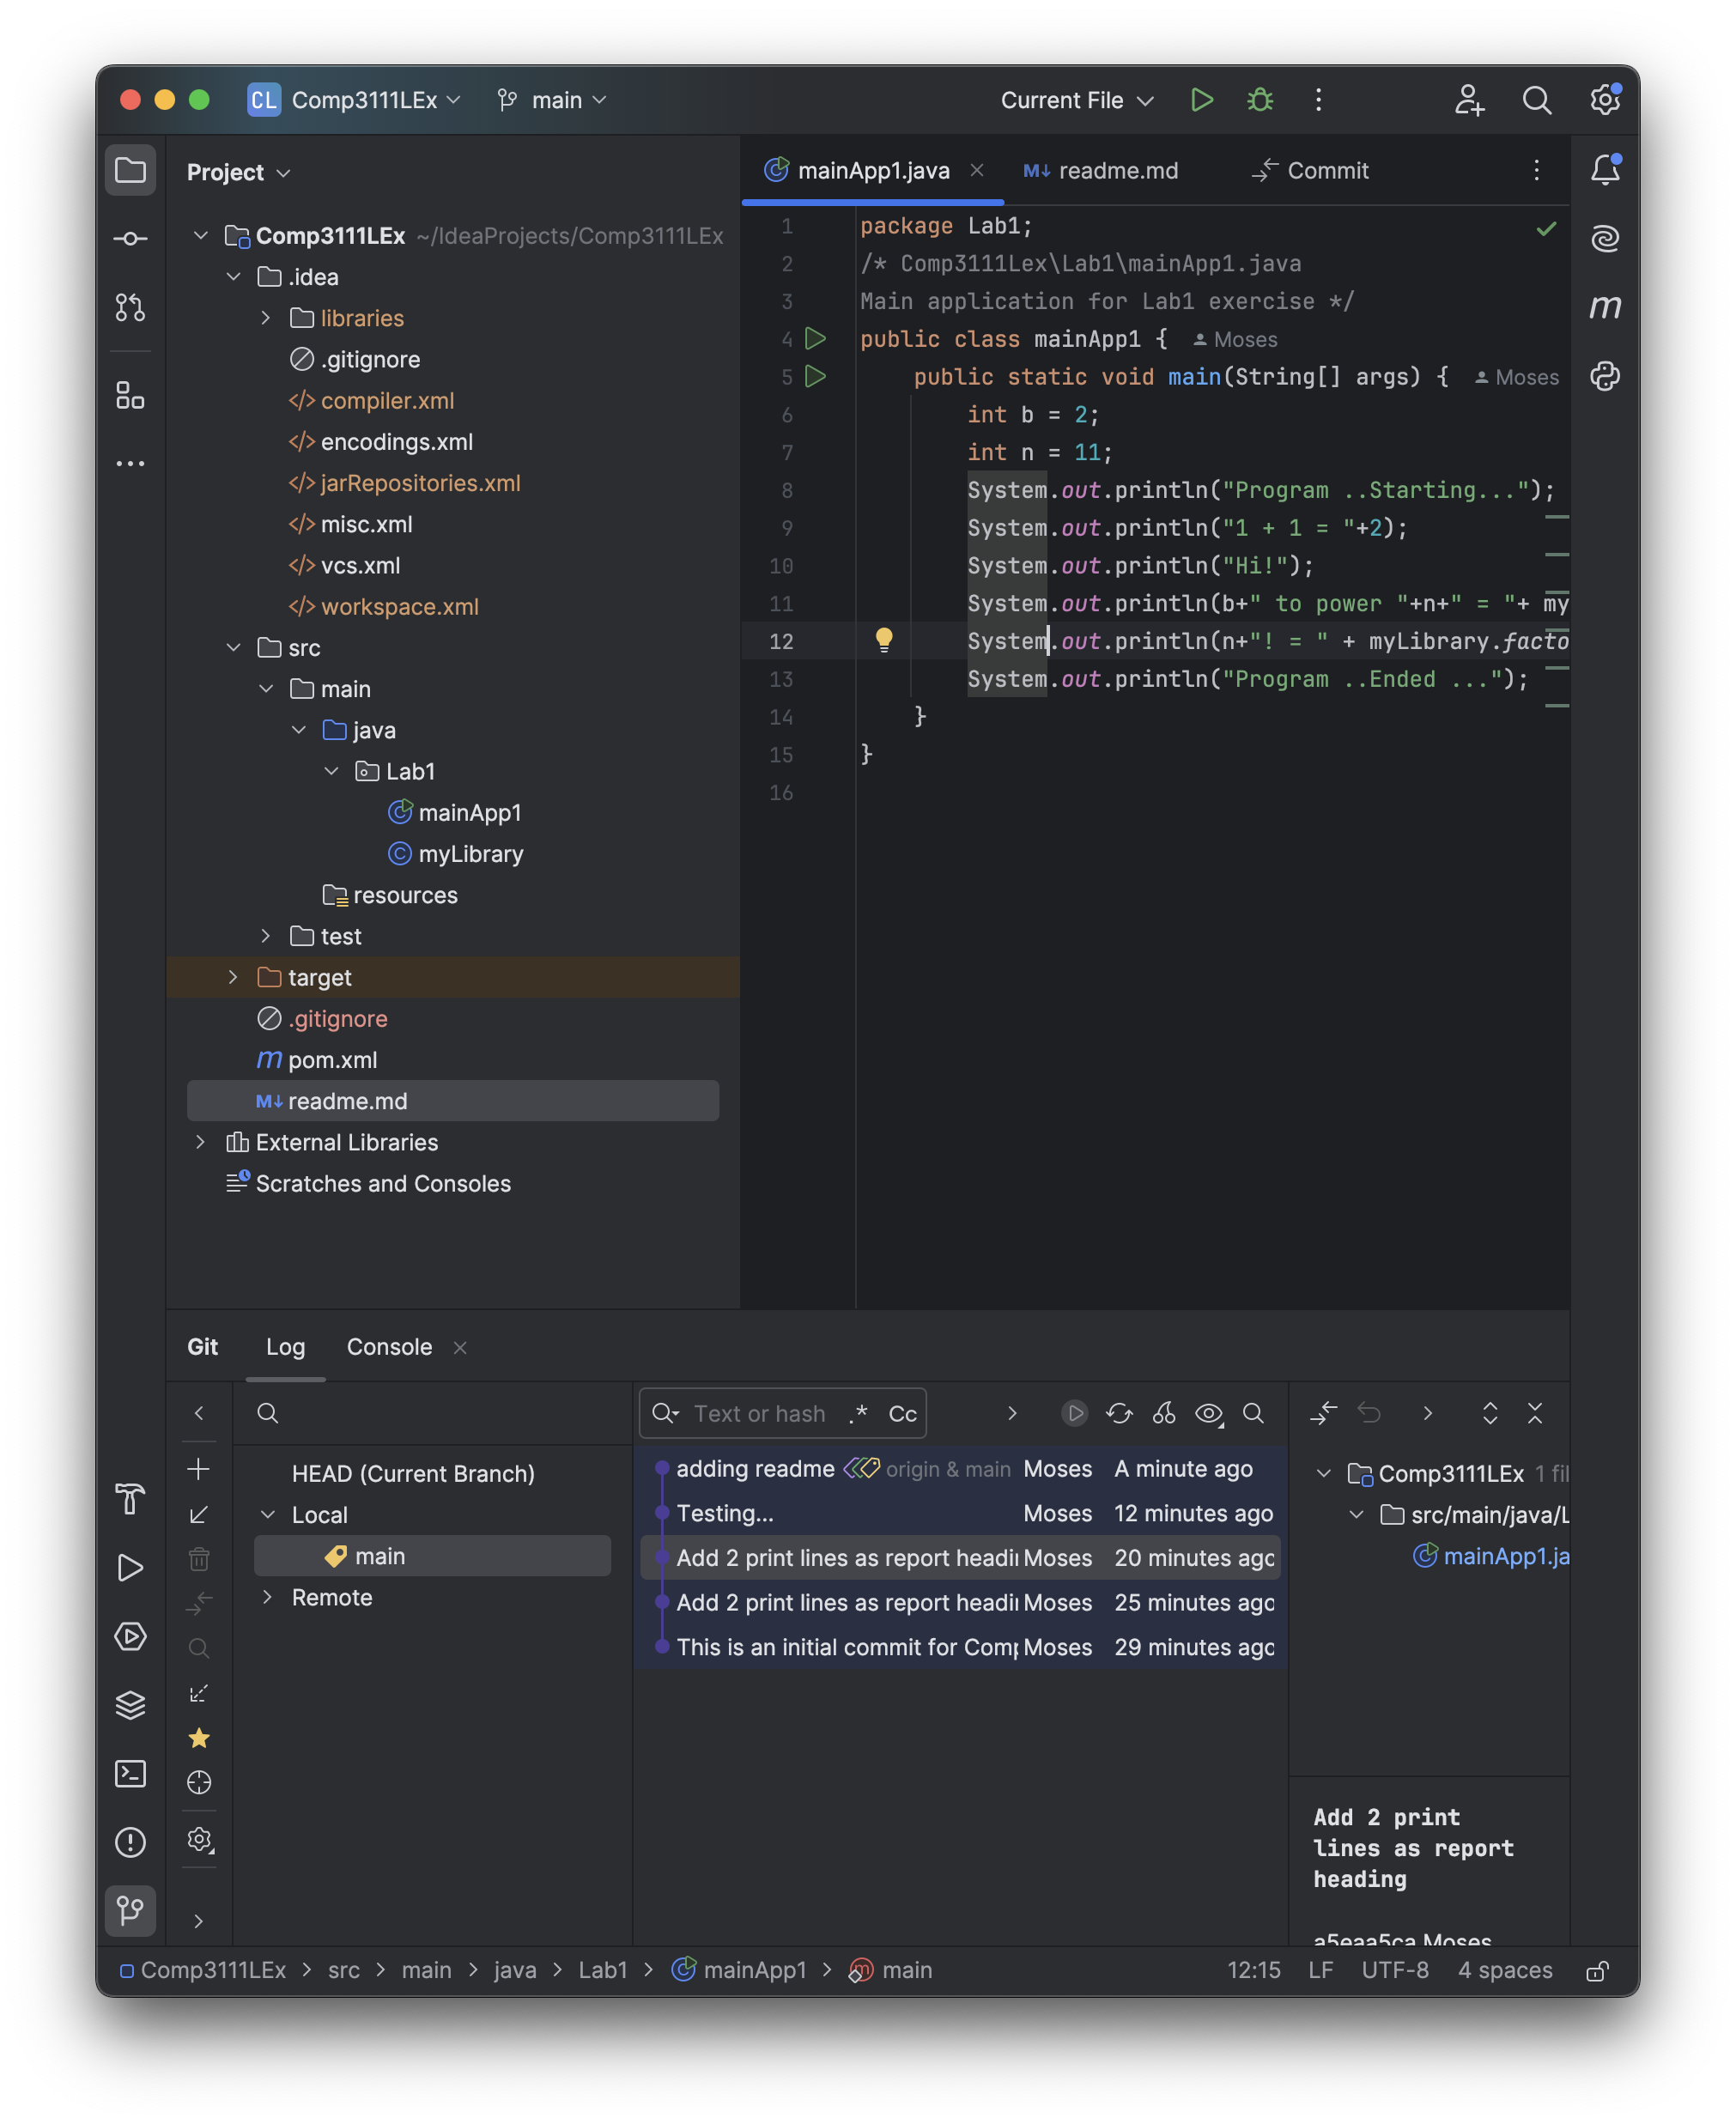 CL Comp3111LEx main Current File
Project
Comp3111LEx ~/IdeaProjects/Comp3111LEx
.idea
libraries
.gitignore
compiler.xml
encodings.xml
jarRepositories.xml
misc.xml
vcs.xml
workspace.xml
src
main
java
Lab1
mainApp1
myLibrary
resources
test
target
.gitignore
pom.xml
readme.md
External Libraries
Scratches and Consoles
mainApp1.java readme.md Commit
1 package Lab1;
2 /* Comp3111Lex\Lab1\mainApp1.java
3 Main application for Lab1 exercise */
4 public class mainApp1 { Moses
5 public static void main(String[] args) { Moses
6 int b = 2;
7 int n = 11;
8 System.out.println("Program ..Starting...");
9 System.out.println("1 + 1 = "+2);
10 System.out.println("Hi!");
11 System.out.println(b+" to power "+n+" = "+ my
12 System.out.println(n+"! = " + myLibrary.facto
13 System.out.println("Program ..Ended ...");
14 }
15 }
16
Git Log Console
Text or hash .* Cc
HEAD (Current Branch)
Local
main
Remote
adding readme origin & main Moses A minute ago
Testing... Moses 12 minutes ago
Add 2 print lines as report headi Moses 20 minutes ago
Add 2 print lines as report headi Moses 25 minutes ago
This is an initial commit for Comp Moses 29 minutes ago
Comp3111LEx 1 fil
src/main/java/L
mainApp1.ja
Add 2 print
lines as report
heading
a5eaa5ca Moses
Comp3111LEx > src > main > java > Lab1 > mainApp1 > main 12:15 LF UTF-8 4 spaces